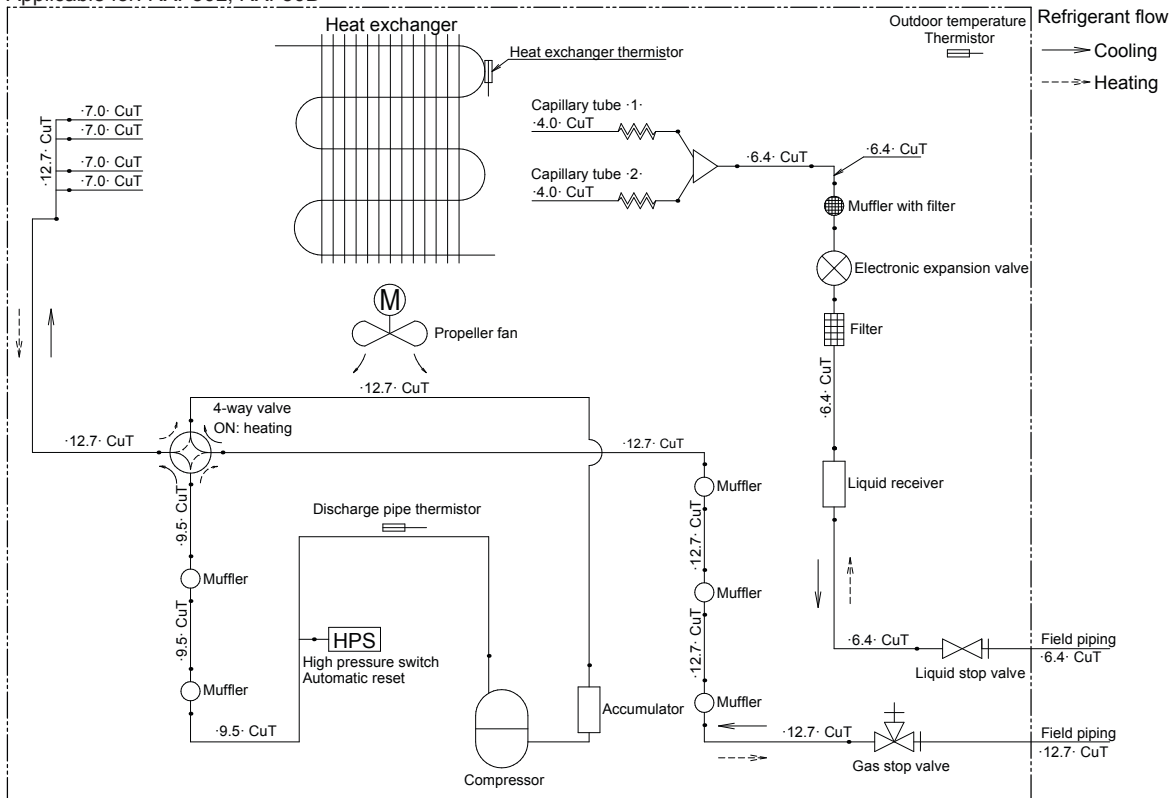 Heat exchanger
Heat exchanger thermistor
Outdoor temperature
Thermistor
Refrigerant flow
Cooling
Heating
·12.7· CuT
·7.0· CuT
·7.0· CuT
·7.0· CuT
·7.0· CuT
Capillary tube ·1·
·4.0· CuT
Capillary tube ·2·
·4.0· CuT
·6.4· CuT
·6.4· CuT
Muffler with filter
Electronic expansion valve
Filter
·6.4· CuT
Liquid receiver
M
Propeller fan
·12.7· CuT
4-way valve
ON: heating
·12.7· CuT
·12.7· CuT
·9.5· CuT
Muffler
·9.5· CuT
Muffler
·9.5· CuT
Discharge pipe thermistor
HPS
High pressure switch
Automatic reset
Compressor
Accumulator
Muffler
·12.7· CuT
Muffler
·12.7· CuT
Muffler
·6.4· CuT
Liquid stop valve
Field piping
·6.4· CuT
·12.7· CuT
Gas stop valve
Field piping
·12.7· CuT